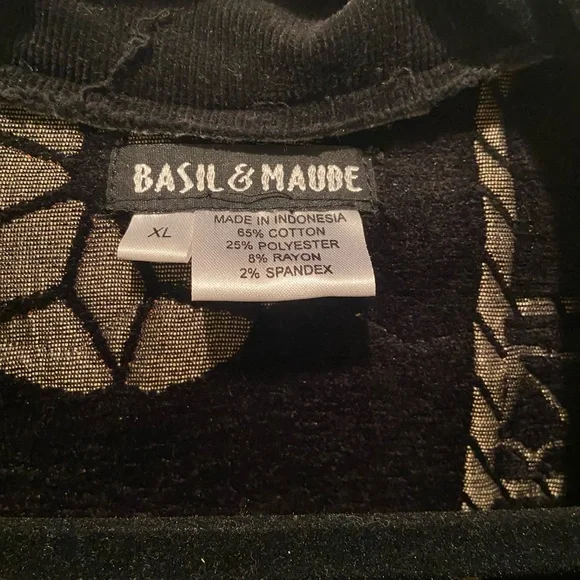 BASIL & MAUDE
XL
MADE IN INDONESIA
65% COTTON
25% POLYESTER
8% RAYON
2% SPANDEX